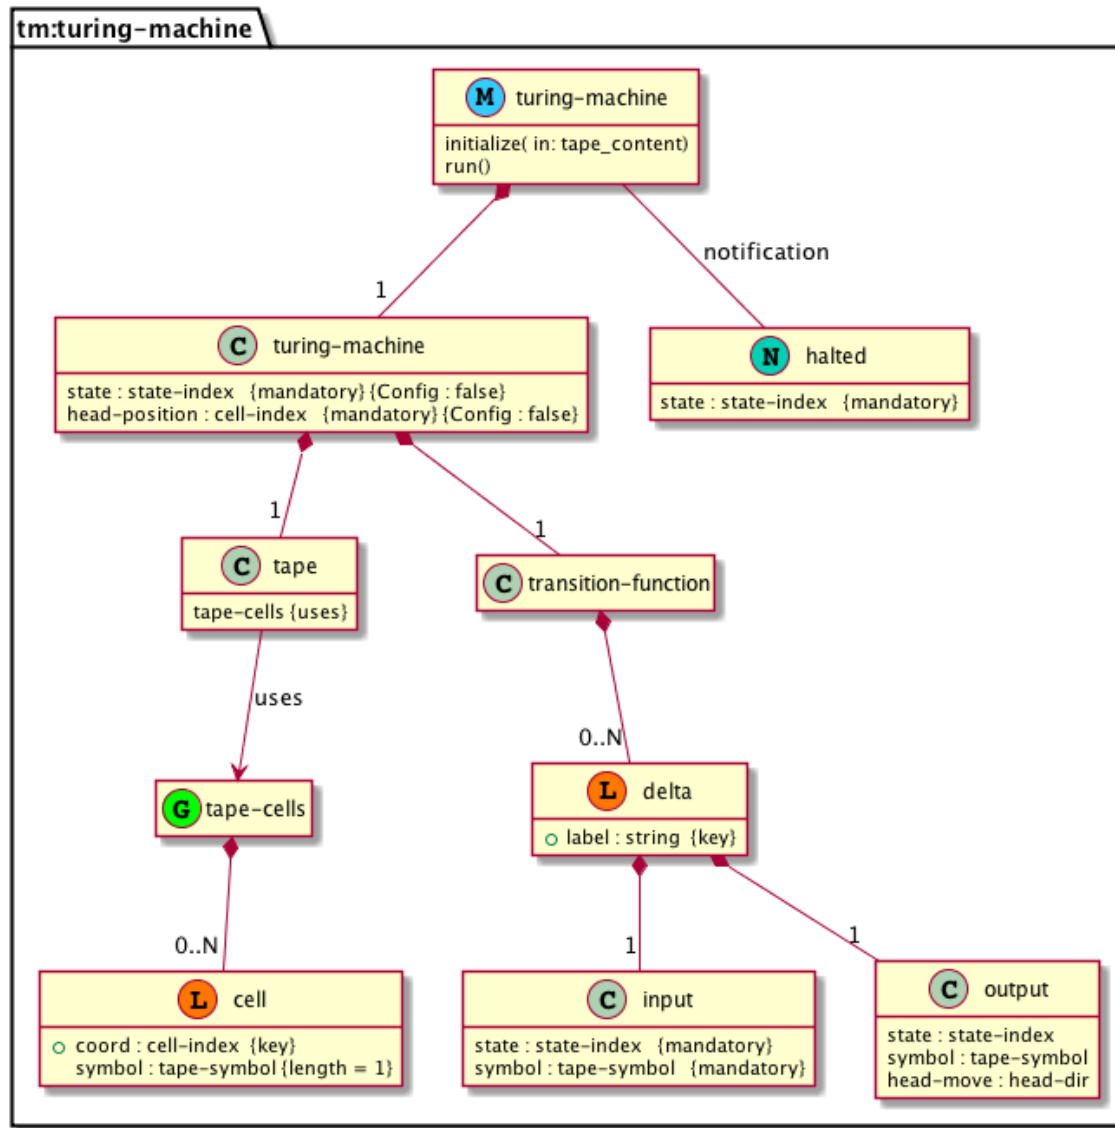 tm:turing-machine
M turing-machine
initialize( in: tape_content)
run()
notification
1
C turing-machine
state : state-index {mandatory}{Config : false}
head-position : cell-index {mandatory}{Config : false}
N halted
state : state-index {mandatory}
1
1
C tape
tape-cells {uses}
C transition-function
uses
0..N
G tape-cells
L delta
label : string {key}
0..N
1
1
L cell
coord : cell-index {key}
symbol : tape-symbol {length = 1}
C input
state : state-index {mandatory}
symbol : tape-symbol {mandatory}
C output
state : state-index
symbol : tape-symbol
head-move : head-dir